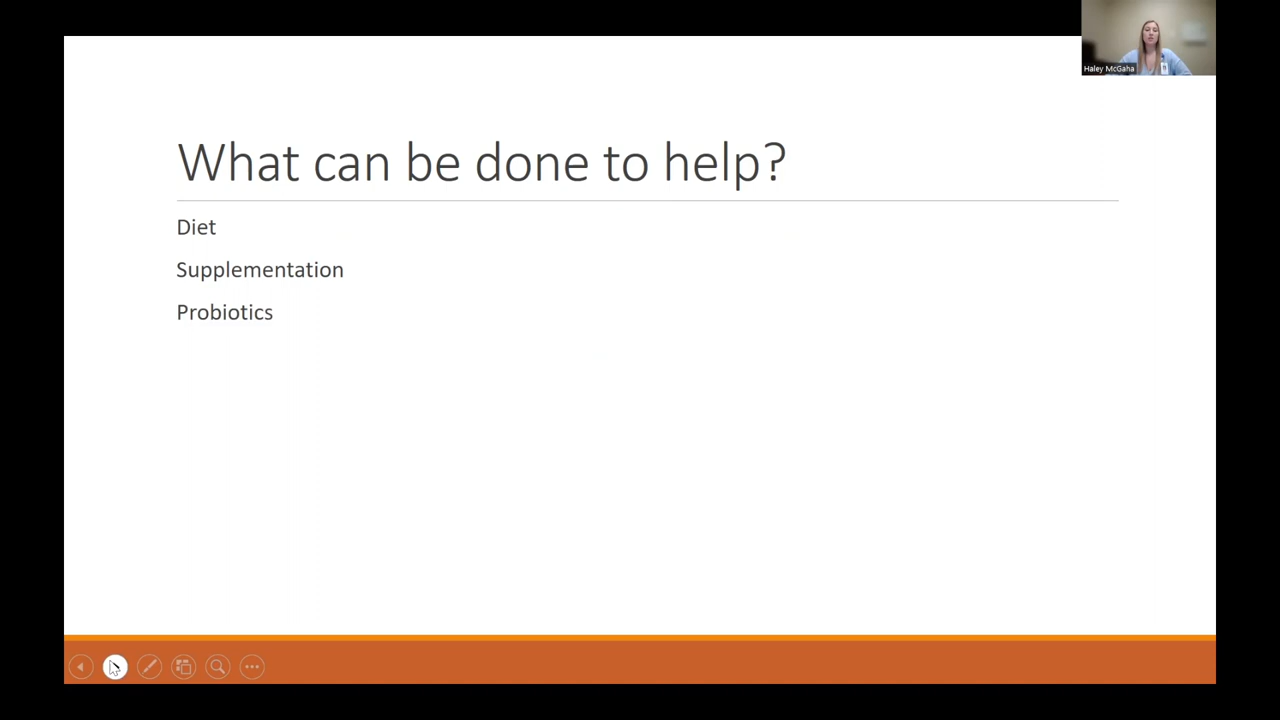 Haley McGaha
What can be done to help?
Diet
Supplementation
Probiotics